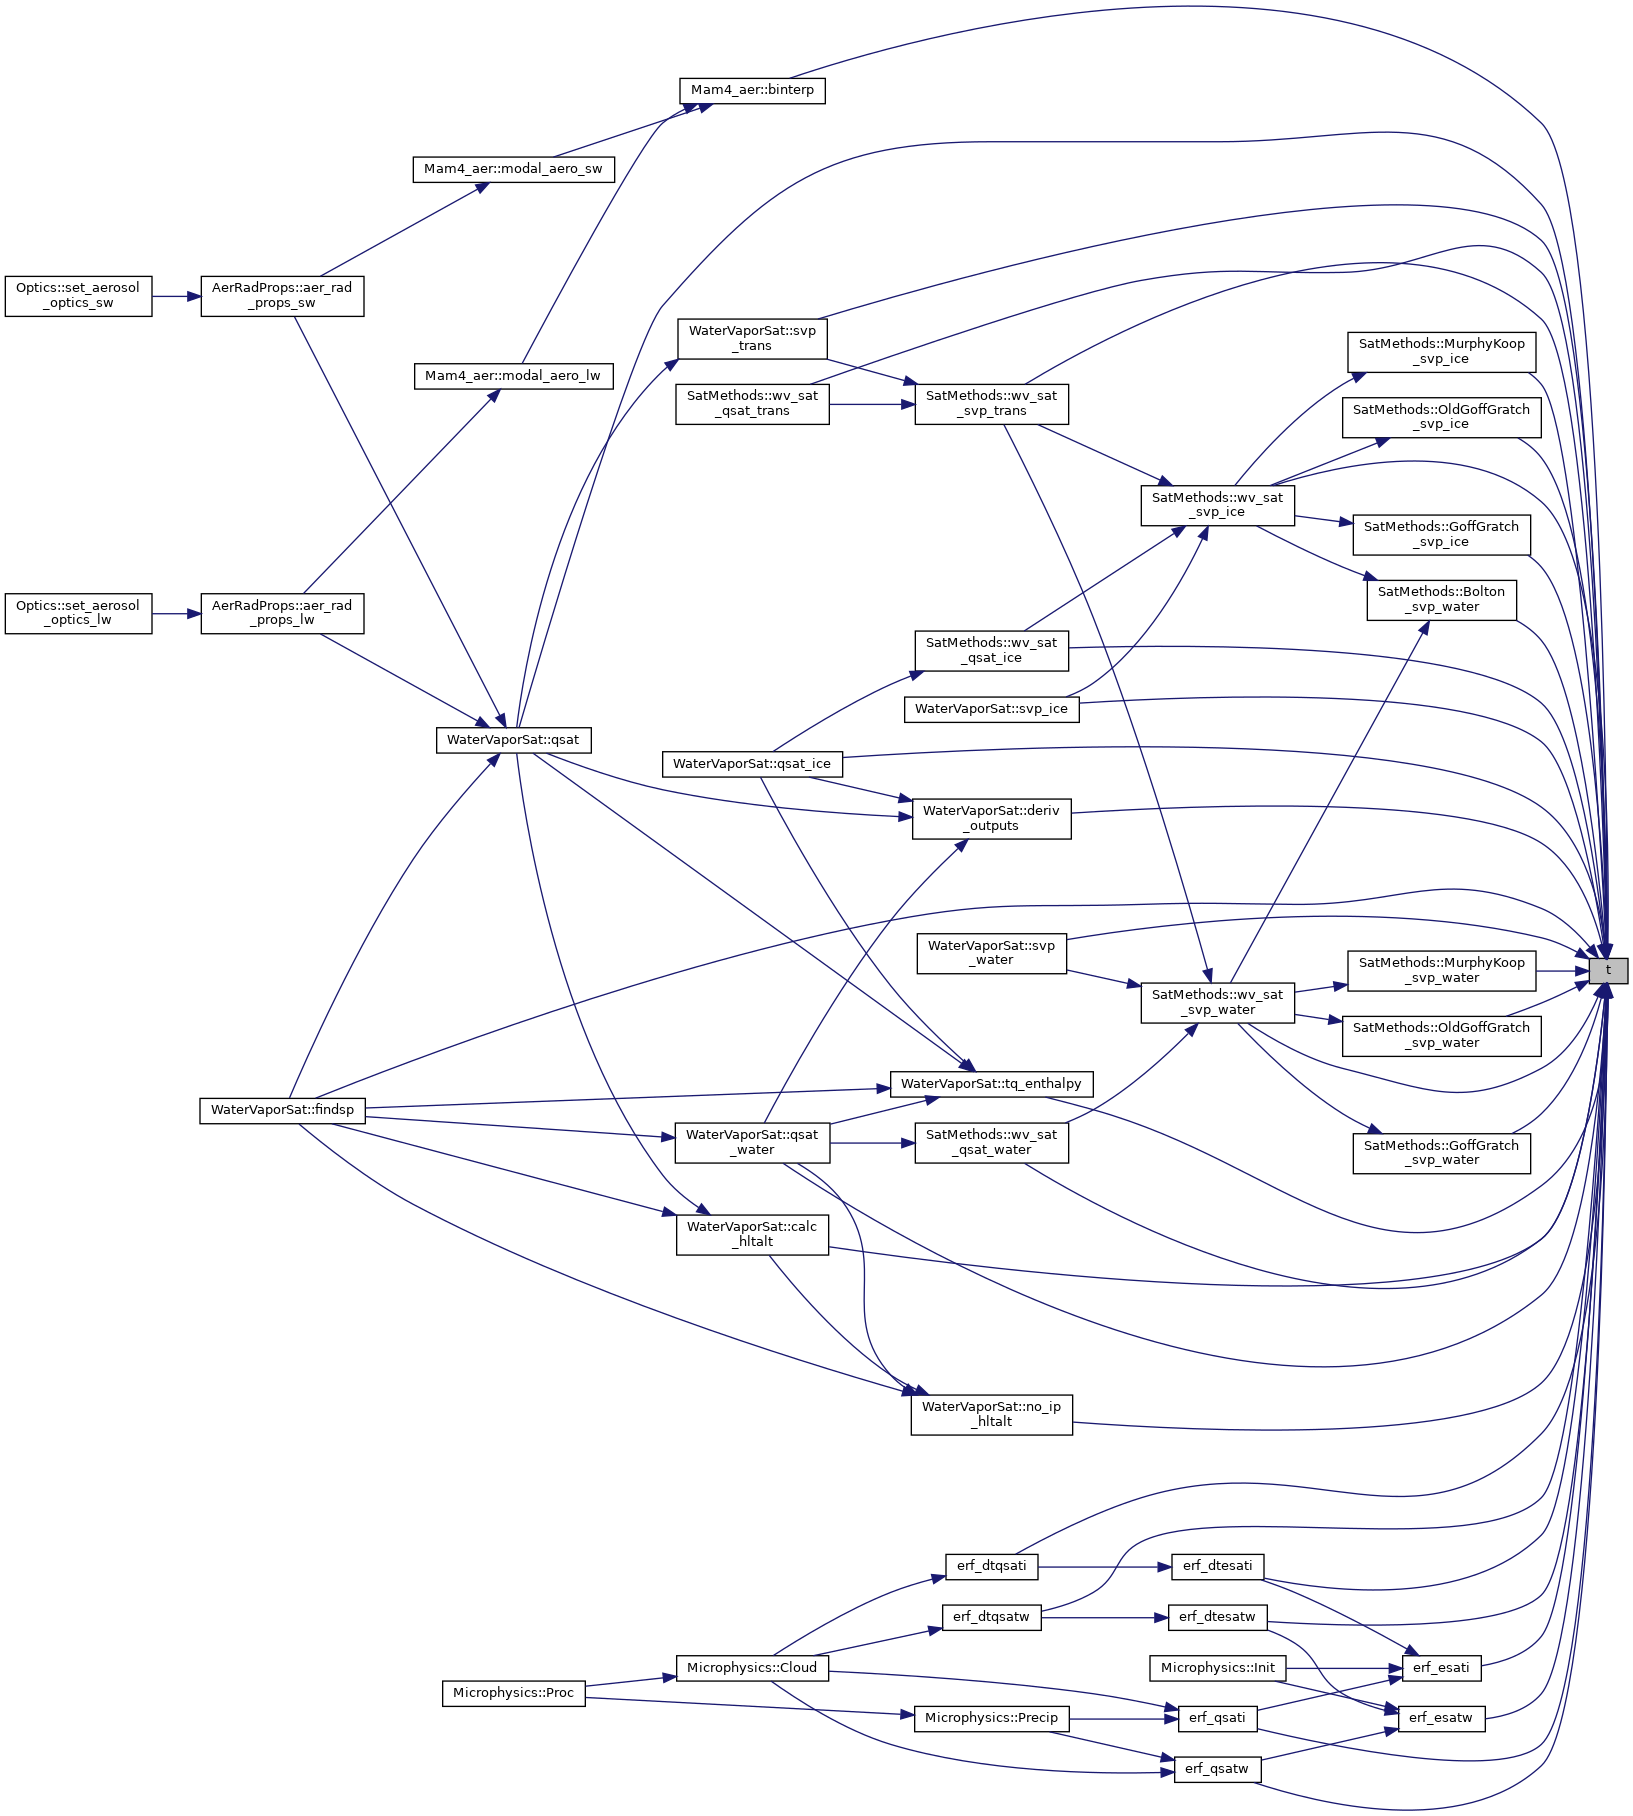 Mam4_aer::binterp
Mam4_aer::modal_aero_sw
Optics::set_aerosol
_optics_sw
AerRadProps::aer_rad
_props_sw
WaterVaporSat::svp
_trans
SatMethods::MurphyKoop
_svp_ice
Mam4_aer::modal_aero_lw
SatMethods::wv_sat
_qsat_trans
SatMethods::wv_sat
_svp_trans
SatMethods::OldGoffGratch
_svp_ice
SatMethods::wv_sat
_svp_ice
SatMethods::GoffGratch
_svp_ice
Optics::set_aerosol
_optics_lw
AerRadProps::aer_rad
_props_lw
SatMethods::Bolton
_svp_water
SatMethods::wv_sat
_qsat_ice
WaterVaporSat::svp_ice
WaterVaporSat::qsat
WaterVaporSat::qsat_ice
WaterVaporSat::deriv
_outputs
WaterVaporSat::svp
_water
SatMethods::MurphyKoop
_svp_water
t
SatMethods::wv_sat
_svp_water
SatMethods::OldGoffGratch
_svp_water
WaterVaporSat::tq_enthalpy
WaterVaporSat::findsp
WaterVaporSat::qsat
_water
SatMethods::wv_sat
_qsat_water
SatMethods::GoffGratch
_svp_water
WaterVaporSat::calc
_hltalt
WaterVaporSat::no_ip
_hltalt
erf_dtqsati
erf_dtesati
erf_dtqsatw
erf_dtesatw
Microphysics::Cloud
Microphysics::Init
erf_esati
Microphysics::Proc
Microphysics::Precip
erf_qsati
erf_esatw
erf_qsatw